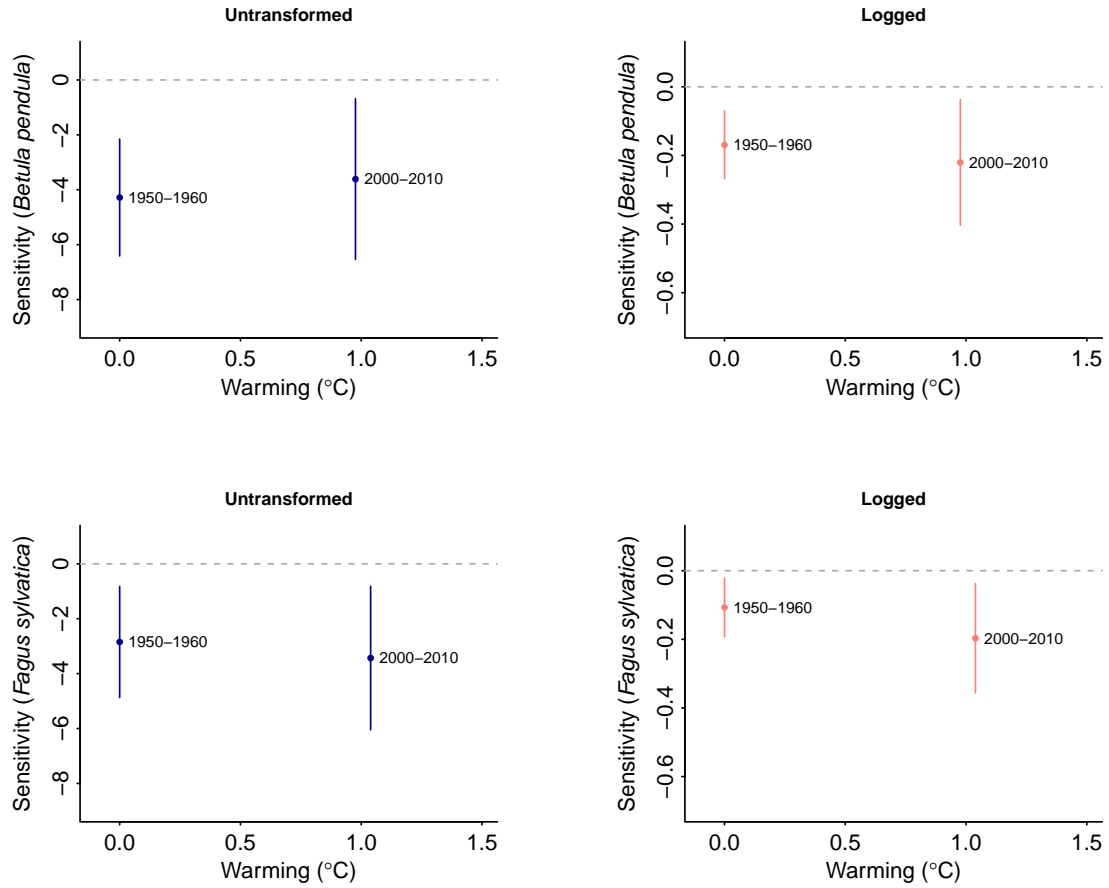 Untransformed
Sensitivity (Betula pendula)
0
−2
−4
−6
−8
1950−1960
2000−2010
0.0 0.5 1.0 1.5
Warming (°C)
Logged
Sensitivity (Betula pendula)
0.0
−0.2
−0.4
−0.6
1950−1960
2000−2010
0.0 0.5 1.0 1.5
Warming (°C)
Untransformed
Sensitivity (Fagus sylvatica)
0
−2
−4
−6
−8
1950−1960
2000−2010
0.0 0.5 1.0 1.5
Warming (°C)
Logged
Sensitivity (Fagus sylvatica)
0.0
−0.2
−0.4
−0.6
1950−1960
2000−2010
0.0 0.5 1.0 1.5
Warming (°C)